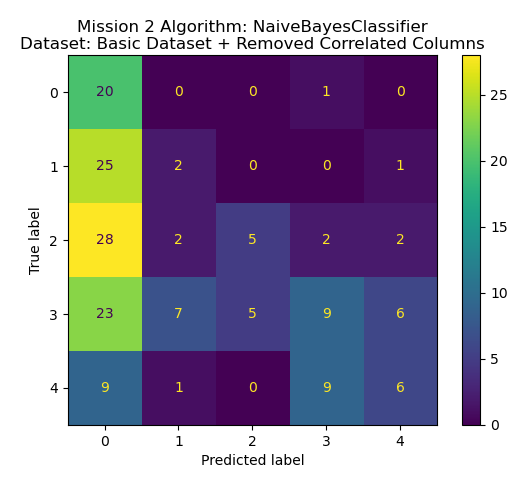 Mission 2 Algorithm: NaiveBayesClassifier
Dataset: Basic Dataset + Removed Correlated Columns
0 20 0 0 1 0
1 25 2 0 0 1
2 28 2 5 2 2
3 23 7 5 9 6
4 9 1 0 9 6
0 1 2 3 4
True label
Predicted label
25
20
15
10
5
0